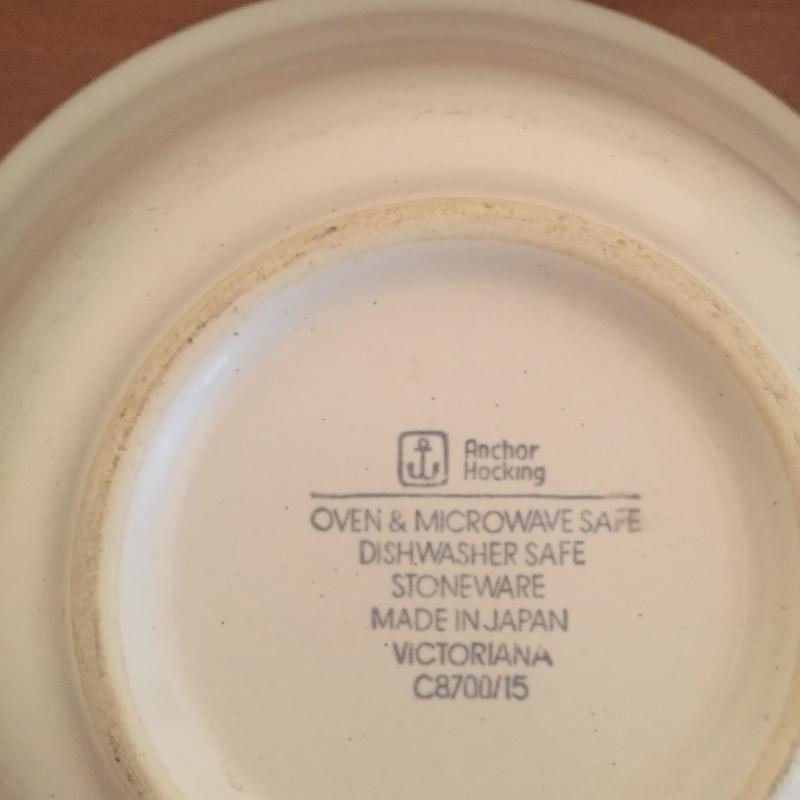 Anchor
Hocking
OVEN & MICROWAVE SAFE
DISHWASHER SAFE
STONEWARE
MADE IN JAPAN
VICTORIANA
C8700/15